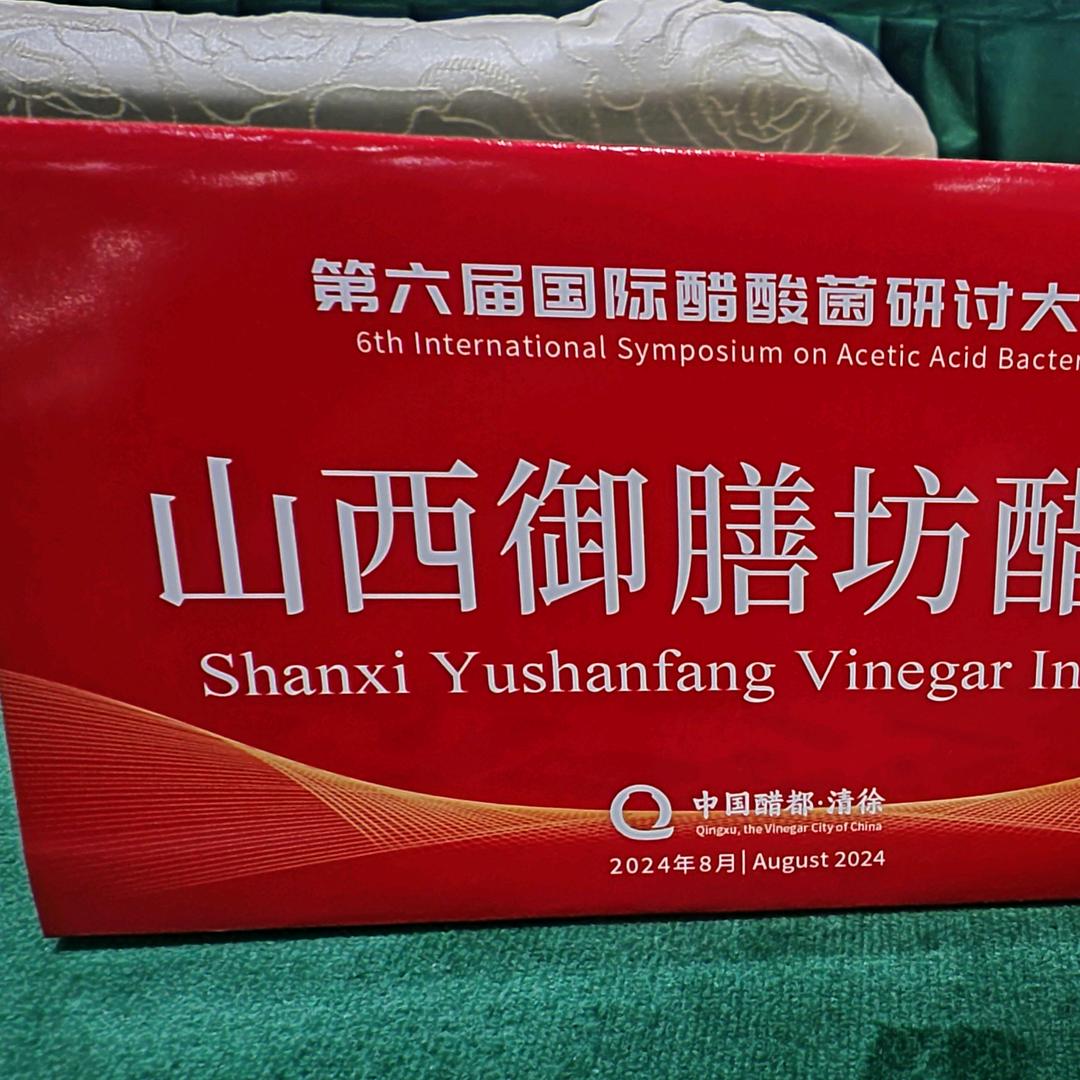 第六届国际醋酸菌研讨大
6th International Symposium on Acetic Acid Bacter
山西御膳坊醋
Shanxi Yushanfang Vinegar In
中国醋都·清徐
Qingxu, the Vinegar City of China
2024年8月| August 2024